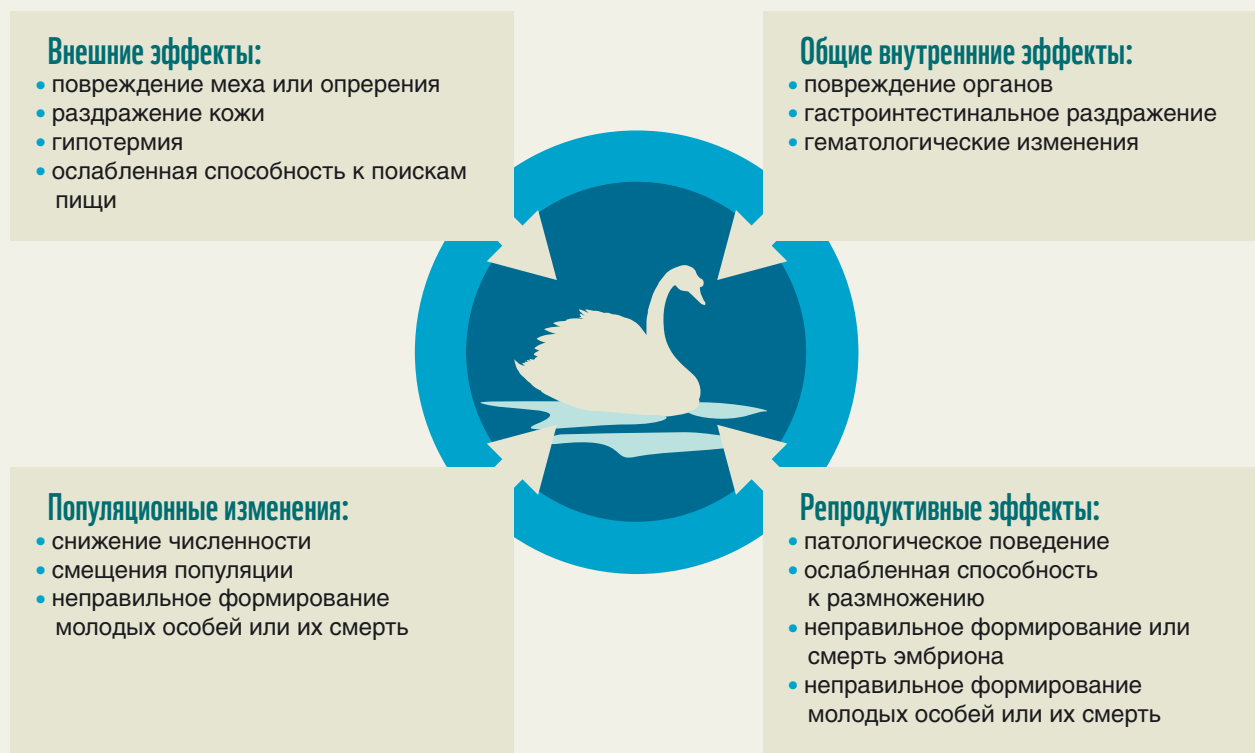 Внешние эффекты:
• повреждение меха или опререния
• раздражение кожи
• гипотермия
• ослабленная способность к поискам
пищи
Общие внутреннние эффекты:
• повреждение органов
• гастроинтестинальное раздражение
• гематологические изменения
Популяционные изменения:
• снижение численности
• смещения популяции
• неправильное формирование
молодых особей или их смерть
Репродуктивные эффекты:
• патологическое поведение
• ослабленная способность
к размножению
• неправильное формирование или
смерть эмбриона
• неправильное формирование
молодых особей или их смерть